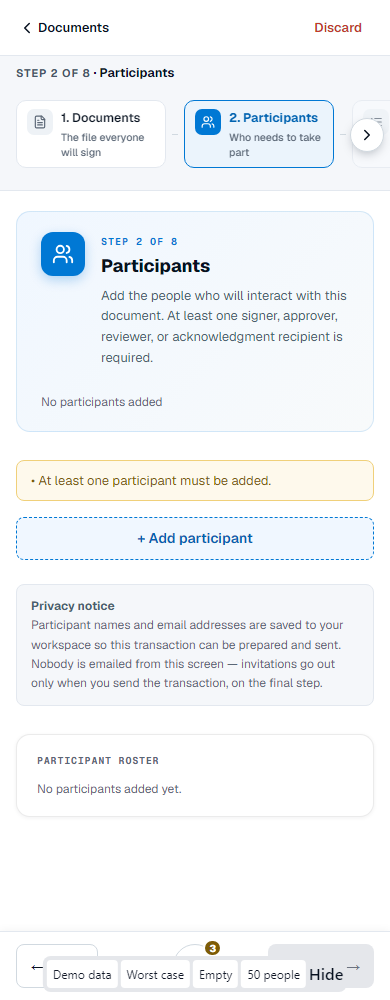 Documents
Discard
STEP 2 OF 8 · Participants
1. Documents
The file everyone
will sign
2. Participants
Who needs to take
part
STEP 2 OF 8
Participants
Add the people who will interact with this
document. At least one signer, approver,
reviewer, or acknowledgment recipient is
required.
No participants added
• At least one participant must be added.
+ Add participant
Privacy notice
Participant names and email addresses are saved to your
workspace so this transaction can be prepared and sent.
Nobody is emailed from this screen — invitations go out
only when you send the transaction, on the final step.
PARTICIPANT ROSTER
No participants added yet.
3
← →
Demo data Worst case Empty 50 people Hide